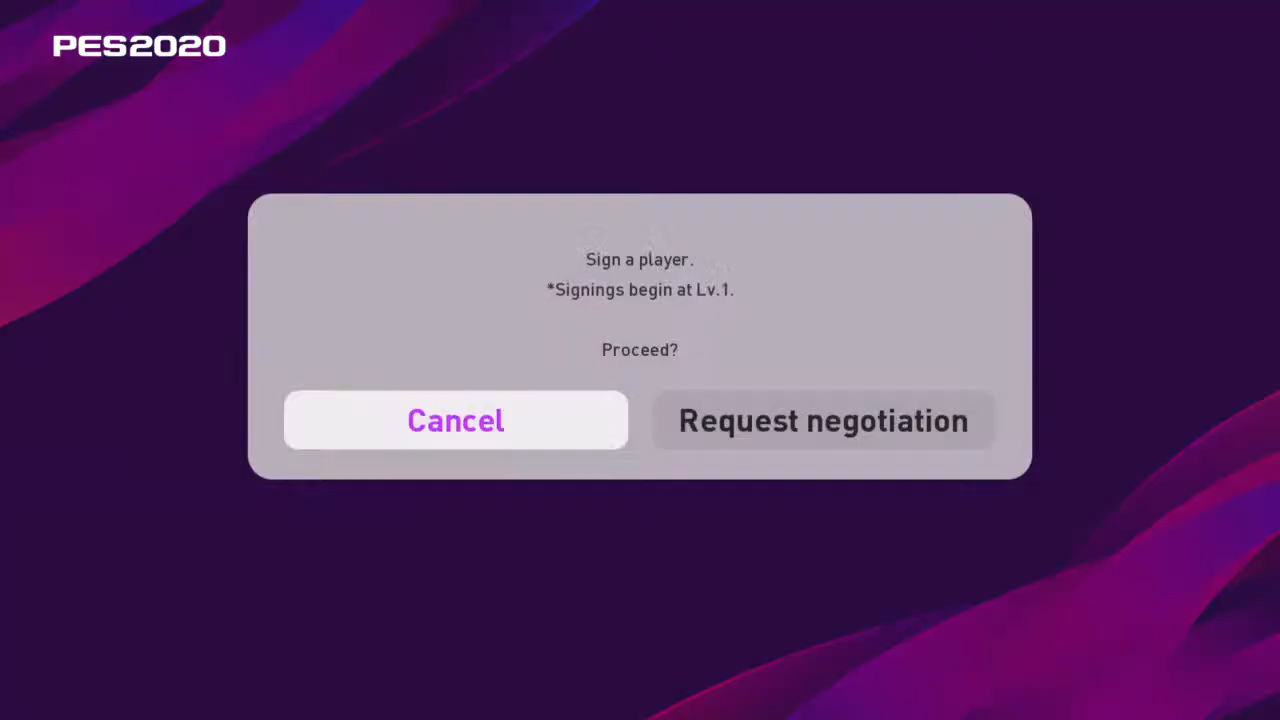 PES2020
Sign a player.
*Signings begin at Lv.1.
Proceed?
Cancel
Request negotiation